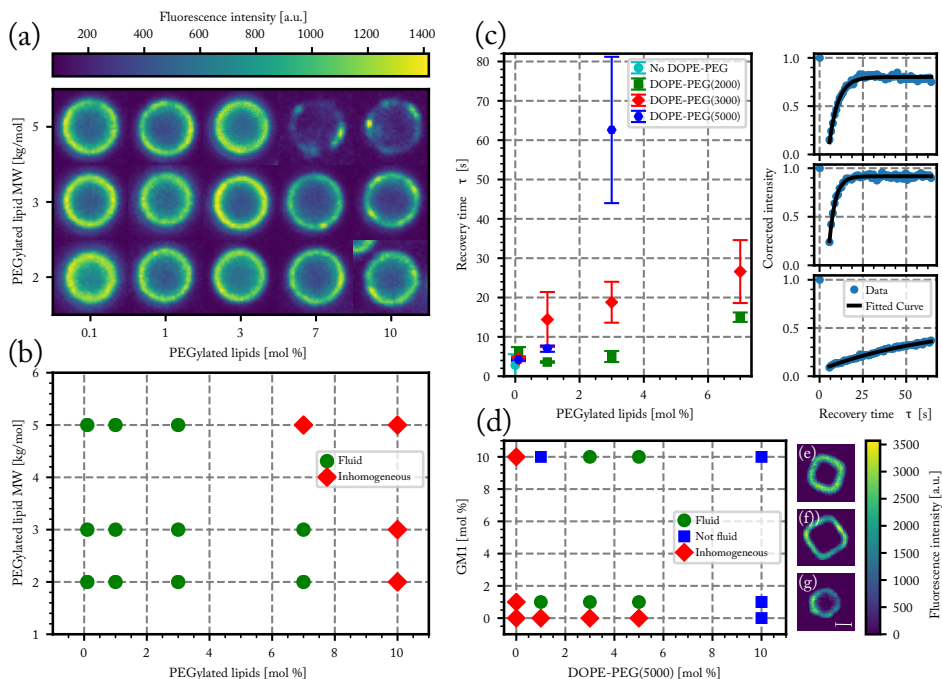 (a)
Fluorescence intensity [a.u.]
200 400 600 800 1000 1200 1400
PEGylated lipid MW [kg/mol]
5
3
2
0.1 1 3 7 10
PEGylated lipids [mol %]
(b)
PEGylated lipid MW [kg/mol]
6
5
4
3
2
1
Fluid
Inhomogeneous
0 2 4 6 8 10
PEGylated lipids [mol %]
(c)
Recovery time τ [s]
80
70
60
50
40
30
20
10
0
No DOPE-PEG
DOPE-PEG(2000)
DOPE-PEG(3000)
DOPE-PEG(5000)
0 2 4 6
PEGylated lipids [mol %]
Corrected intensity
1.0
0.5
0.0
1.0
0.5
0.0
1.0
0.5
0.0
Data
Fitted Curve
0 25 50
Recovery time τ [s]
(d)
GM1 [mol %]
10
8
6
4
2
0
Fluid
Not fluid
Inhomogeneous
0 2 4 6 8 10
DOPE-PEG(5000) [mol %]
(e)
(f)
(g)
3500
3000
2500
2000
1500
1000
500
0
Fluorescence intensity [a.u.]